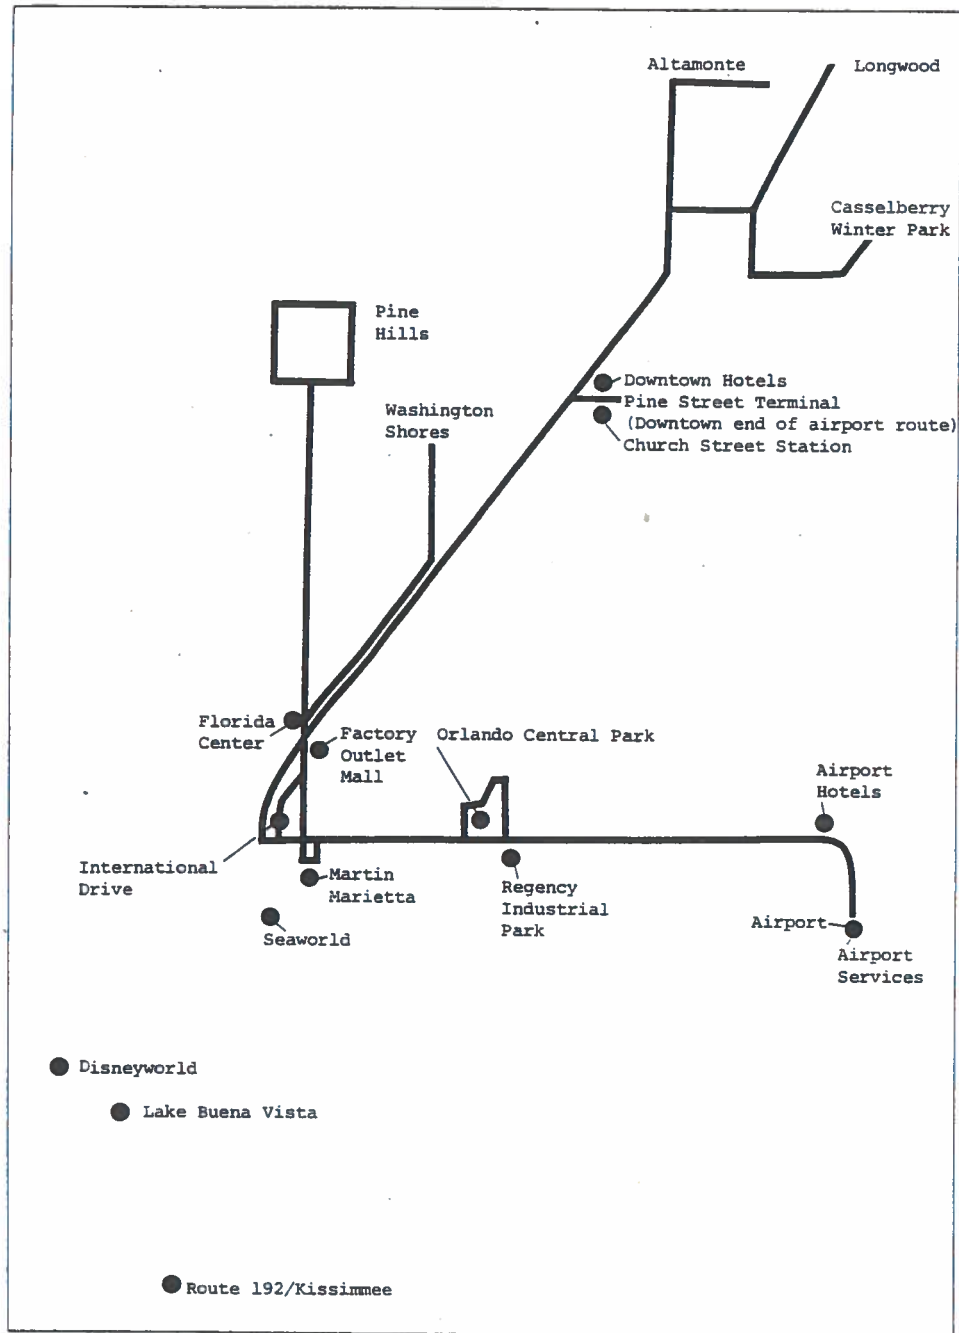 Altamonte
Longwood
Casselberry
Winter Park
Pine
Hills
Downtown Hotels
Pine Street Terminal
(Downtown end of airport route)
Church Street Station
Washington
Shores
Florida
Center
Factory
Outlet
Mall
Orlando Central Park
Airport
Hotels
International
Drive
Martin
Marietta
Regency
Industrial
Park
Seaworld
Airport
Airport
Services
Disneyworld
Lake Buena Vista
Route 192/Kissimmee